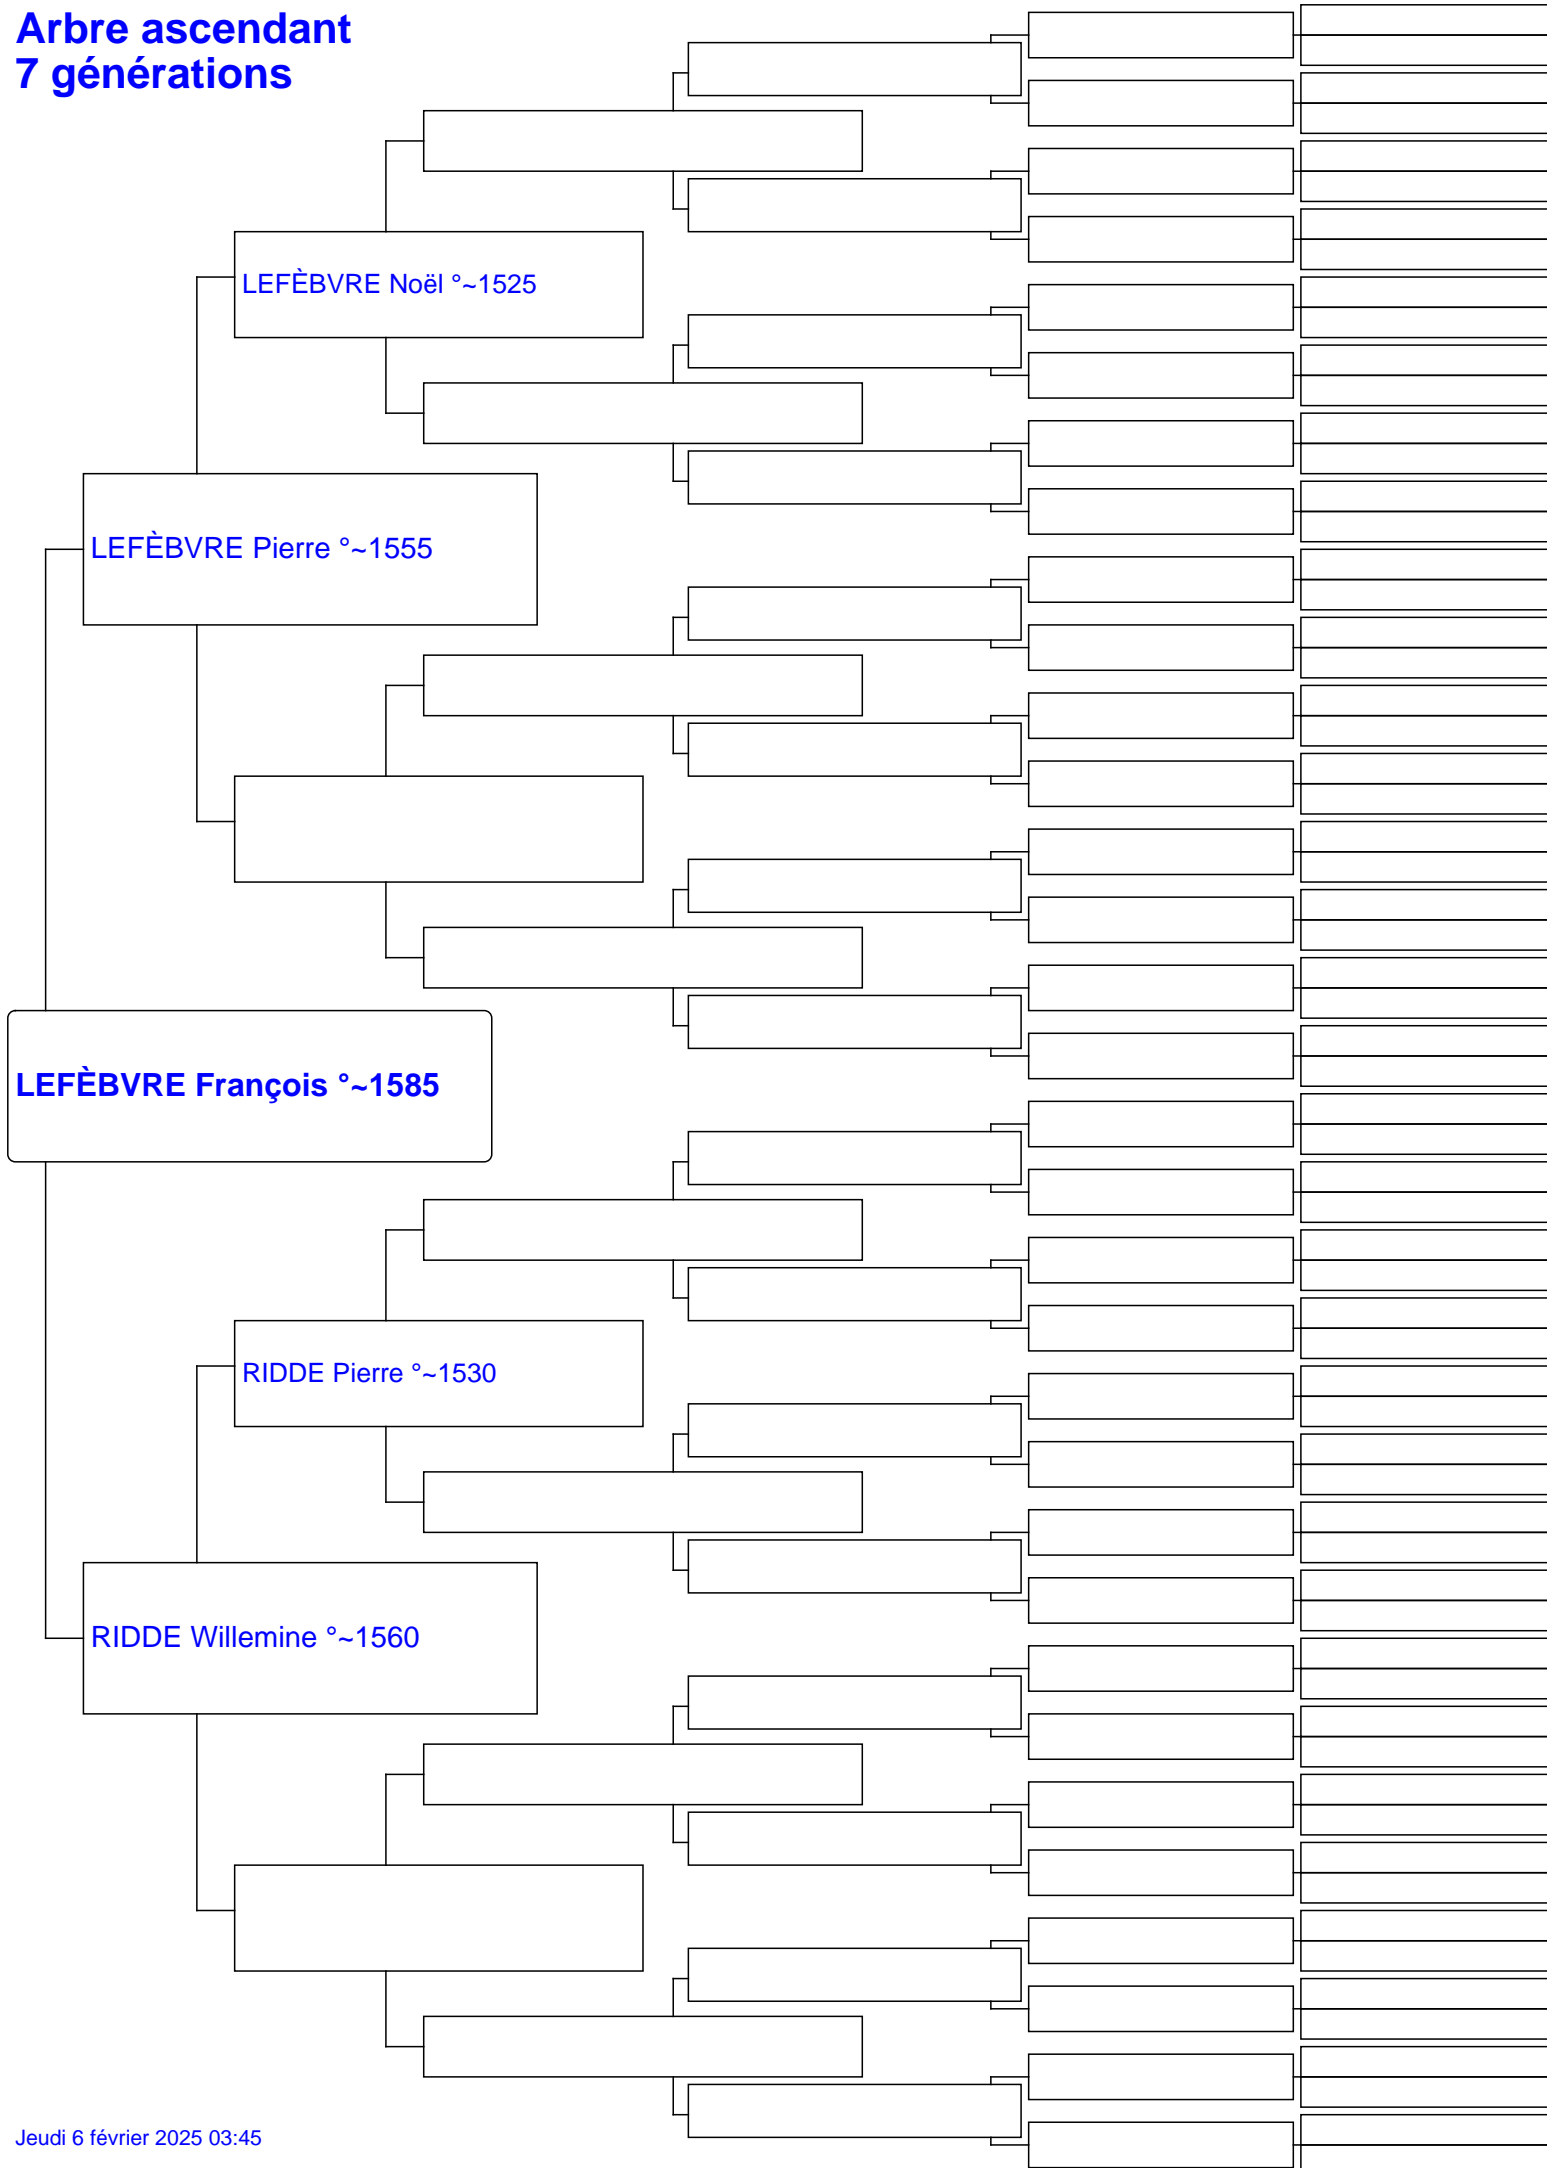 Arbre ascendant
7 générations
LEFÈBVRE Noël °~1525
LEFÈBVRE Pierre °~1555
LEFÈBVRE François °~1585
RIDDE Pierre °~1530
RIDDE Willemine °~1560
Jeudi 6 février 2025 03:45